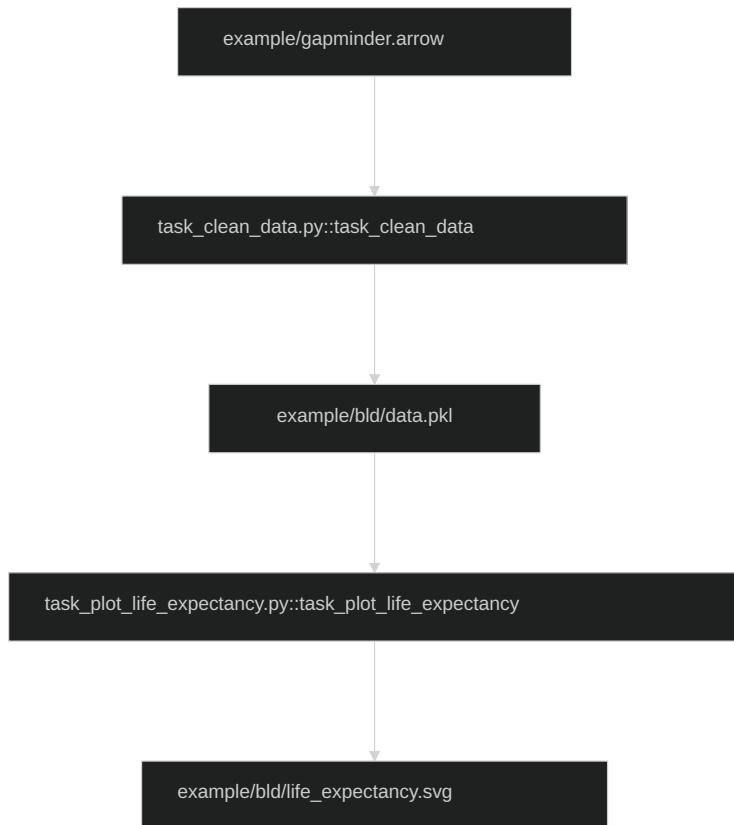 example/gapminder.arrow
task_clean_data.py::task_clean_data
example/bld/data.pkl
task_plot_life_expectancy.py::task_plot_life_expectancy
example/bld/life_expectancy.svg